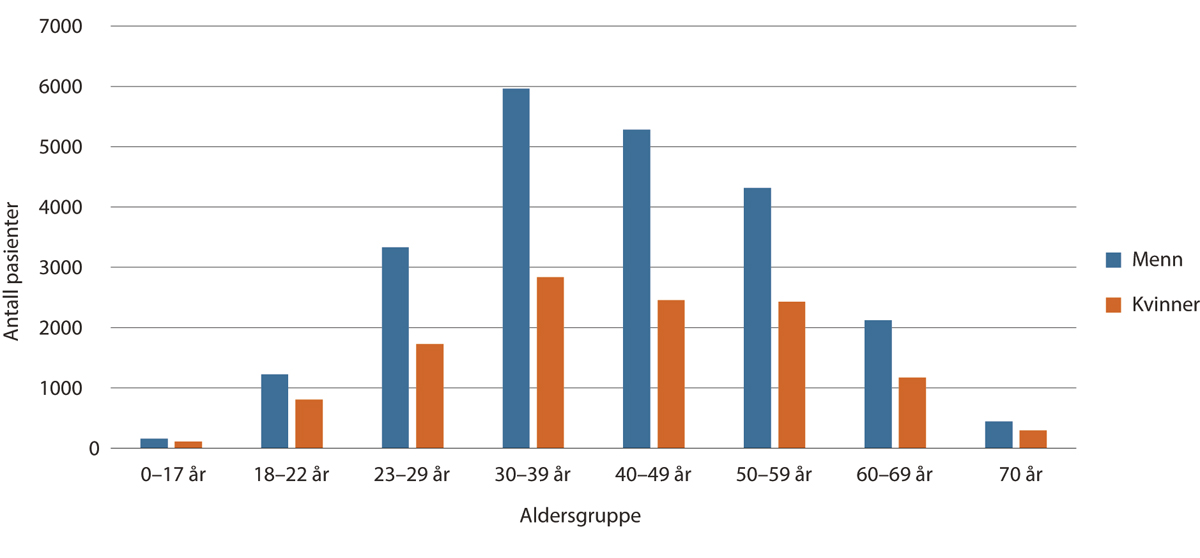 7000
6000
5000
4000
3000
2000
1000
0
Antall pasienter
0–17 år 18–22 år 23–29 år 30–39 år 40–49 år 50–59 år 60–69 år 70 år
Aldersgruppe
Menn
Kvinner